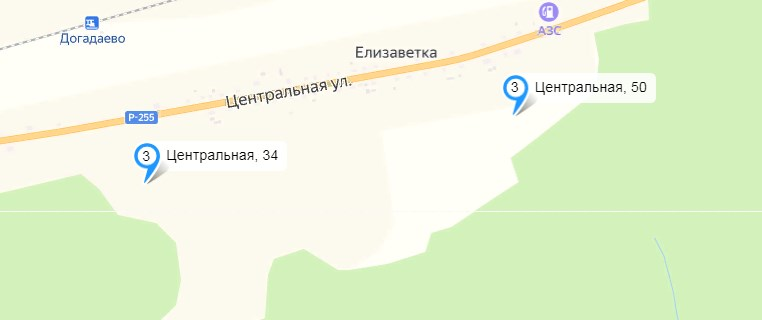 АЗС
Догадаево
Елизаветка
Центральная ул.
3 Центральная, 50
Р-255
3 Центральная, 34